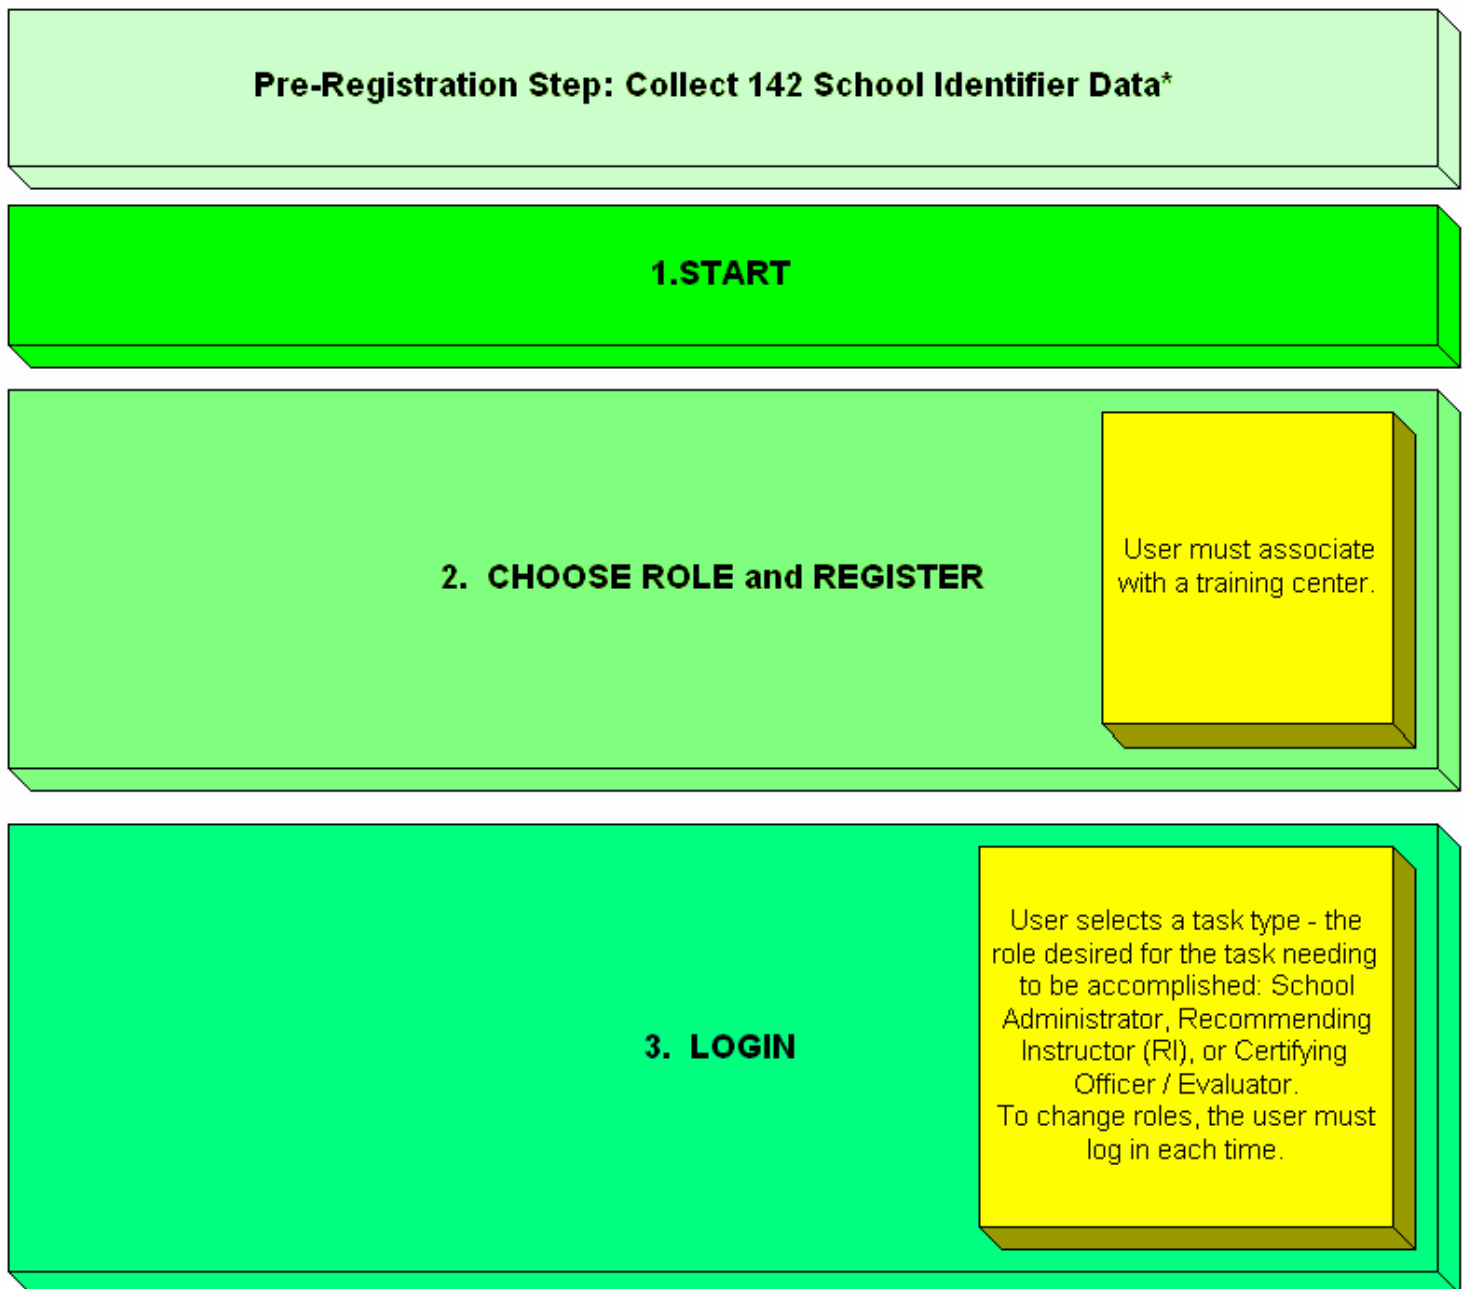 Pre-Registration Step: Collect 142 School Identifier Data*
1.START
2. CHOOSE ROLE and REGISTER
User must associate
with a training center.
3. LOGIN
User selects a task type - the
role desired for the task needing
to be accomplished: School
Administrator, Recommending
Instructor (RI), or Certifying
Officer / Evaluator.
To change roles, the user must
log in each time.